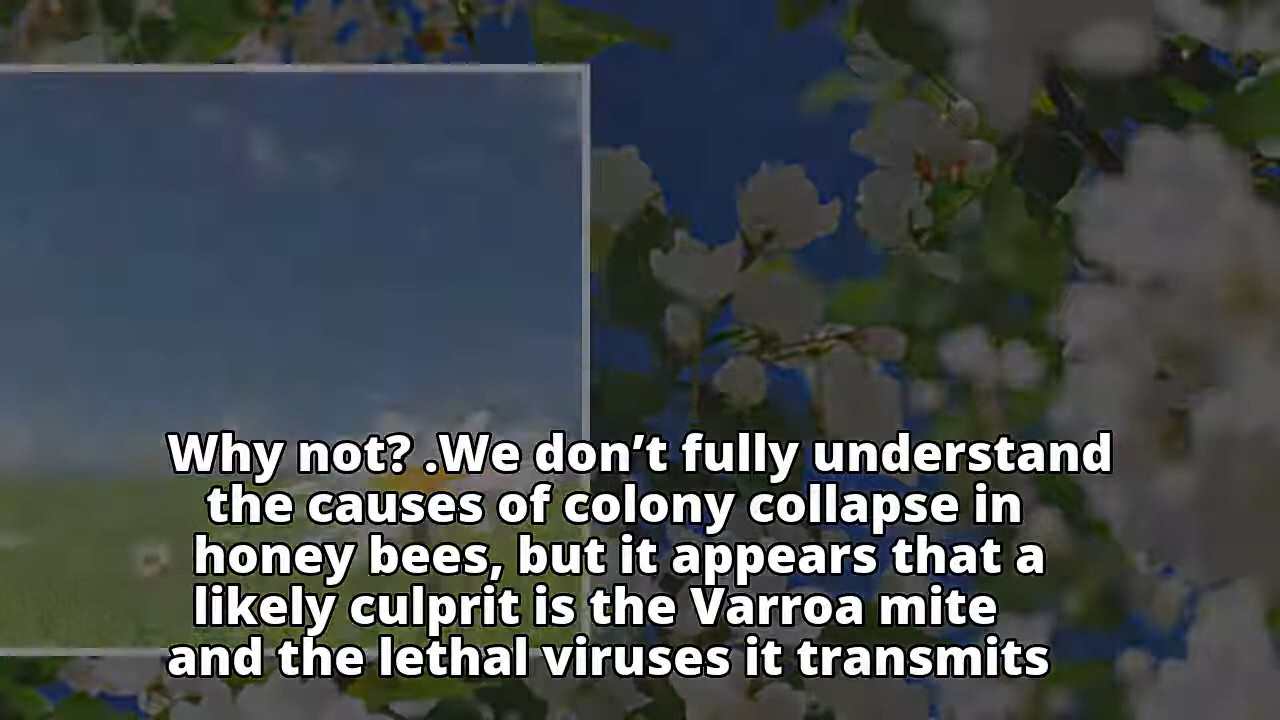 Why not? .We don’t fully understand
the causes of colony collapse in
honey bees, but it appears that a
likely culprit is the Varroa mite
and the lethal viruses it transmits